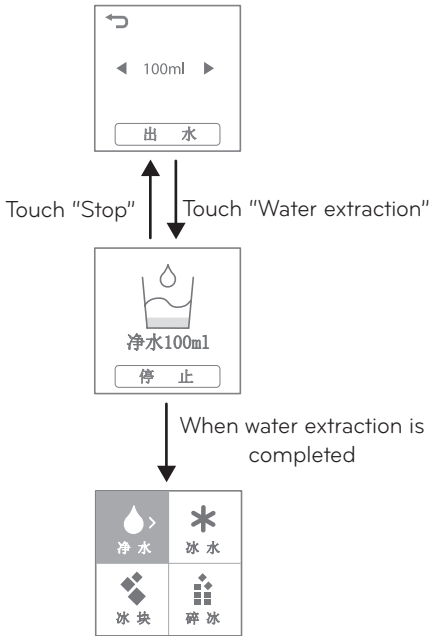 100ml
出 水
Touch "Stop"
Touch "Water extraction"
净水100ml
停 止
When water extraction is
completed
净 水
冰 水
冰 块
碎 冰